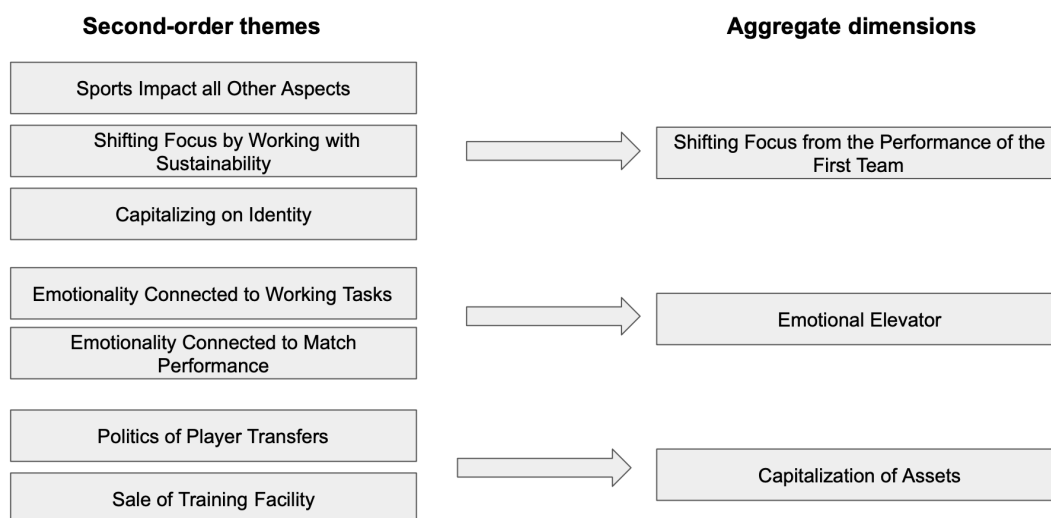 Second-order themes
Aggregate dimensions
Sports Impact all Other Aspects
Shifting Focus by Working with
Sustainability
Capitalizing on Identity
Shifting Focus from the Performance of the
First Team
Emotionality Connected to Working Tasks
Emotionality Connected to Match
Performance
Emotional Elevator
Politics of Player Transfers
Sale of Training Facility
Capitalization of Assets